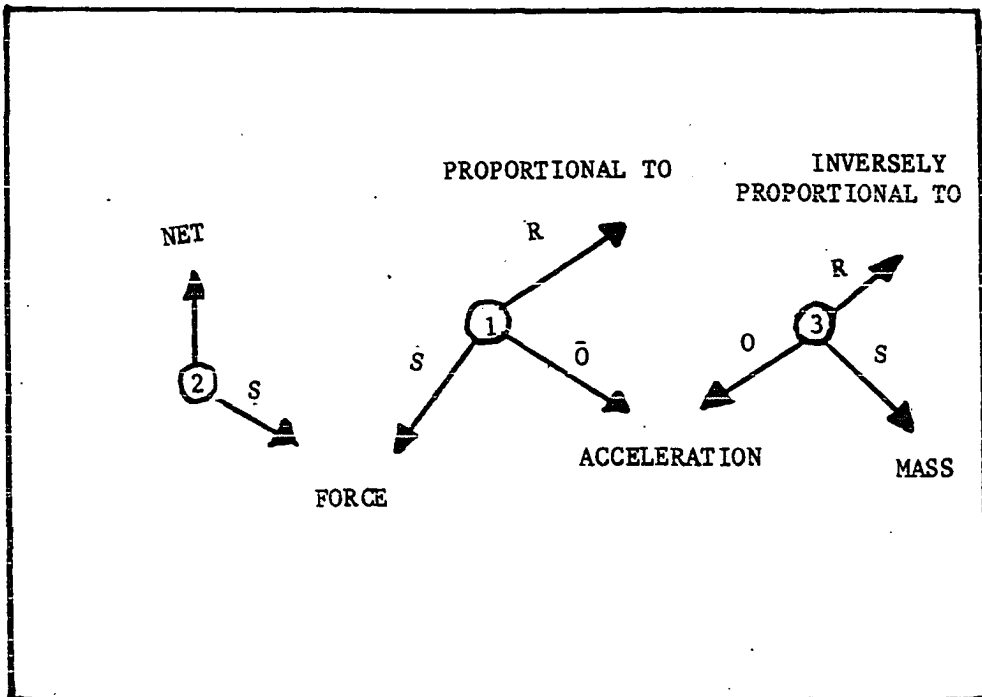 PROPORTIONAL TO
INVERSELY
PROPORTIONAL TO
NET
R
R
1
3
S
Ō
O
S
2
S
ACCELERATION
MASS
FORCE